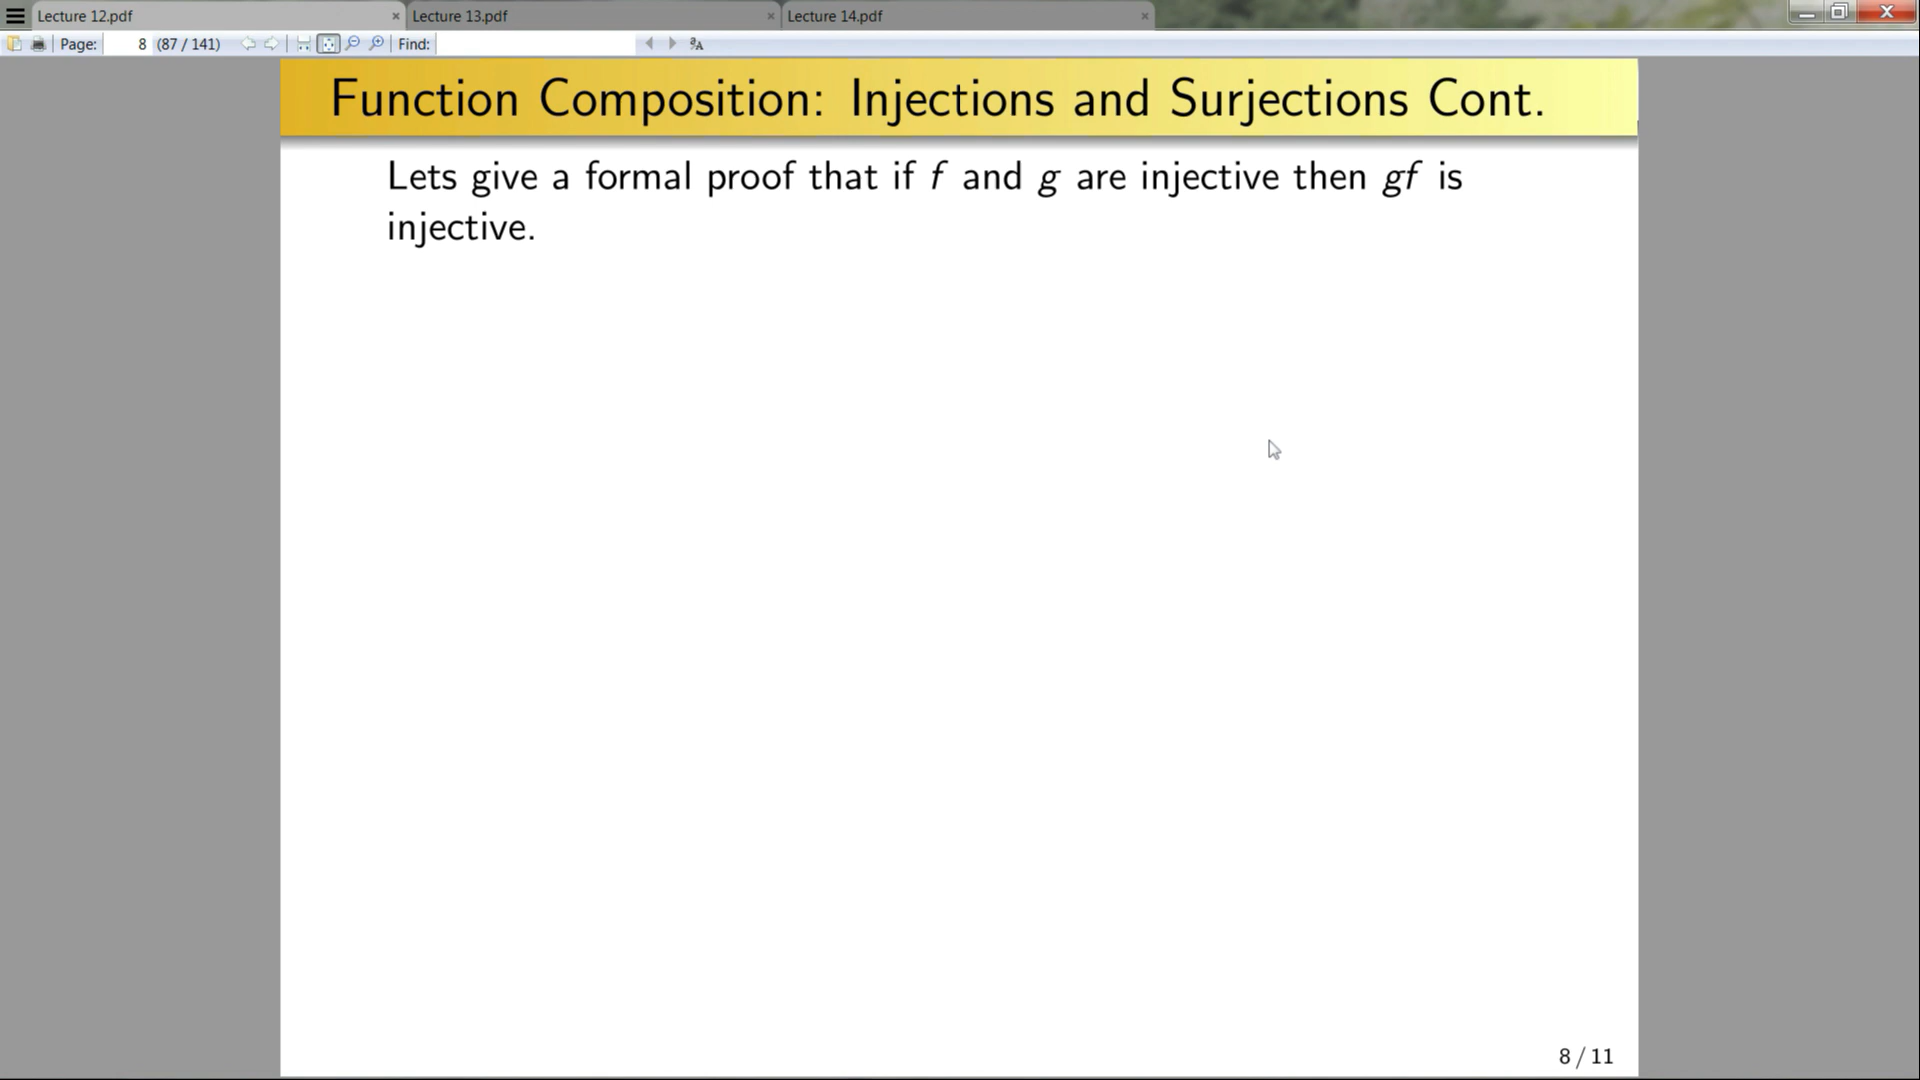 Lecture 12.pdf
Lecture 13.pdf
Lecture 14.pdf
Page: 8 (87 / 141) Find:
Function Composition: Injections and Surjections Cont.
Lets give a formal proof that if f and g are injective then gf is
injective.
8 / 11